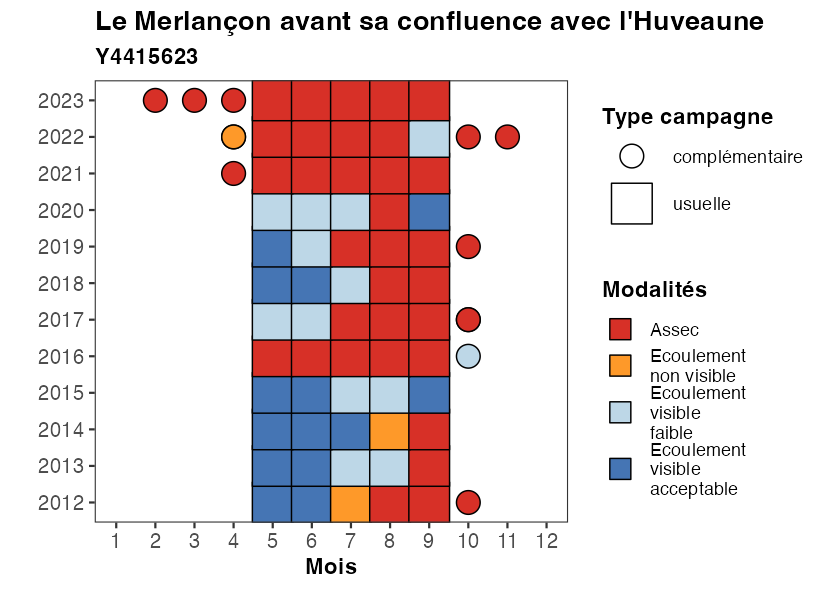 Le Merlançon avant sa confluence avec l'Huveaune
Y4415623
2023
2022
2021
2020
2019
2018
2017
2016
2015
2014
2013
2012
1 2 3 4 5 6 7 8 9 10 11 12
Mois
Type campagne
complémentaire
usuelle
Modalités
Assec
Ecoulement
non visible
Ecoulement
visible
faible
Ecoulement
visible
acceptable